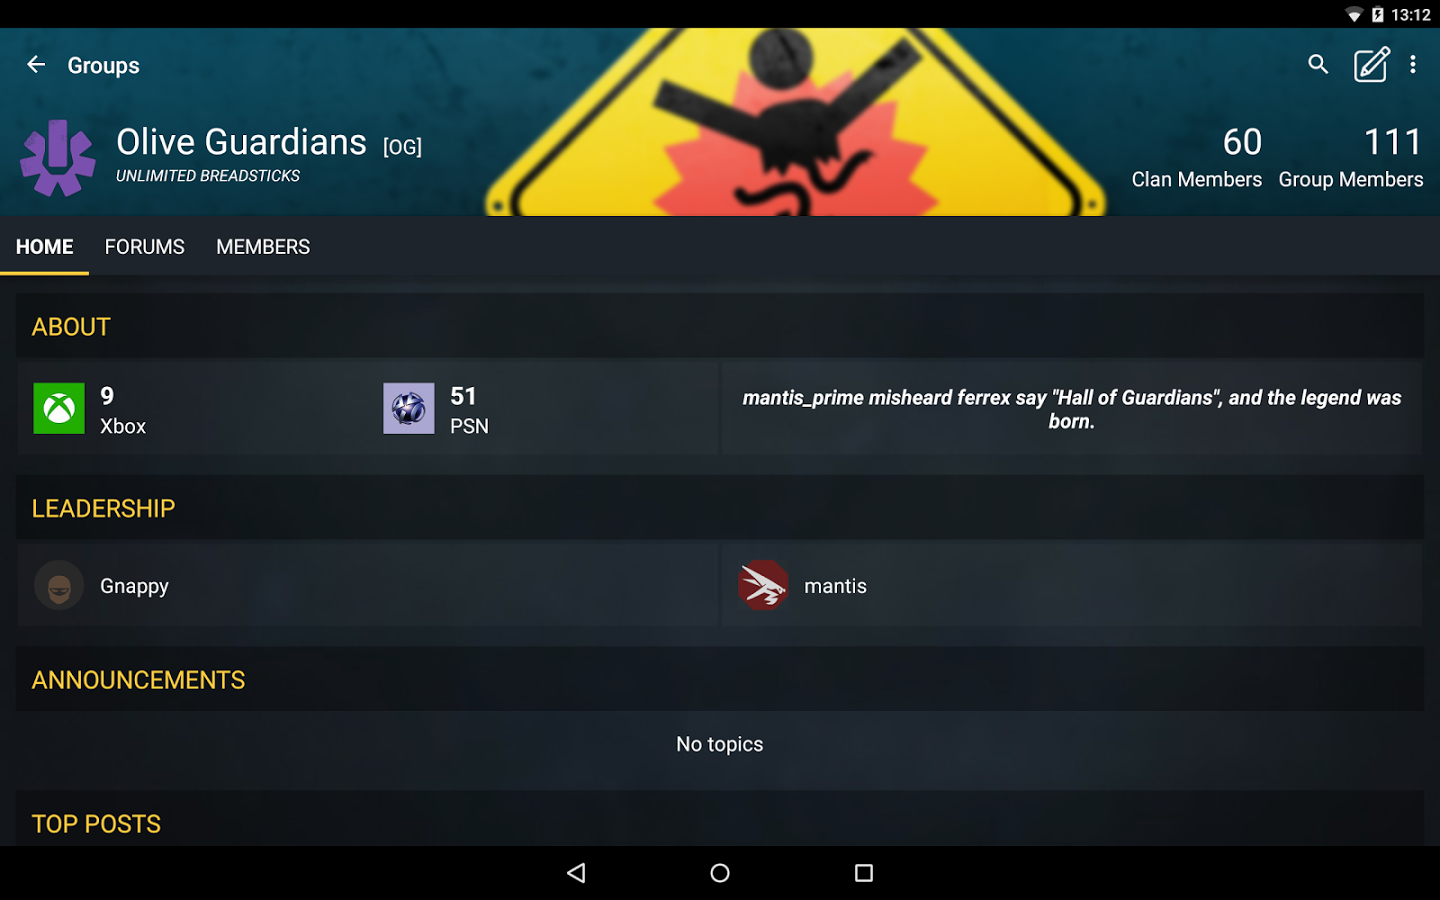 13:12
Groups
Olive Guardians [OG]
UNLIMITED BREADSTICKS
60
Clan Members
111
Group Members
HOME
FORUMS
MEMBERS
ABOUT
9
Xbox
51
PSN
mantis_prime misheard ferrex say "Hall of Guardians", and the legend was
born.
LEADERSHIP
Gnappy
mantis
ANNOUNCEMENTS
No topics
TOP POSTS